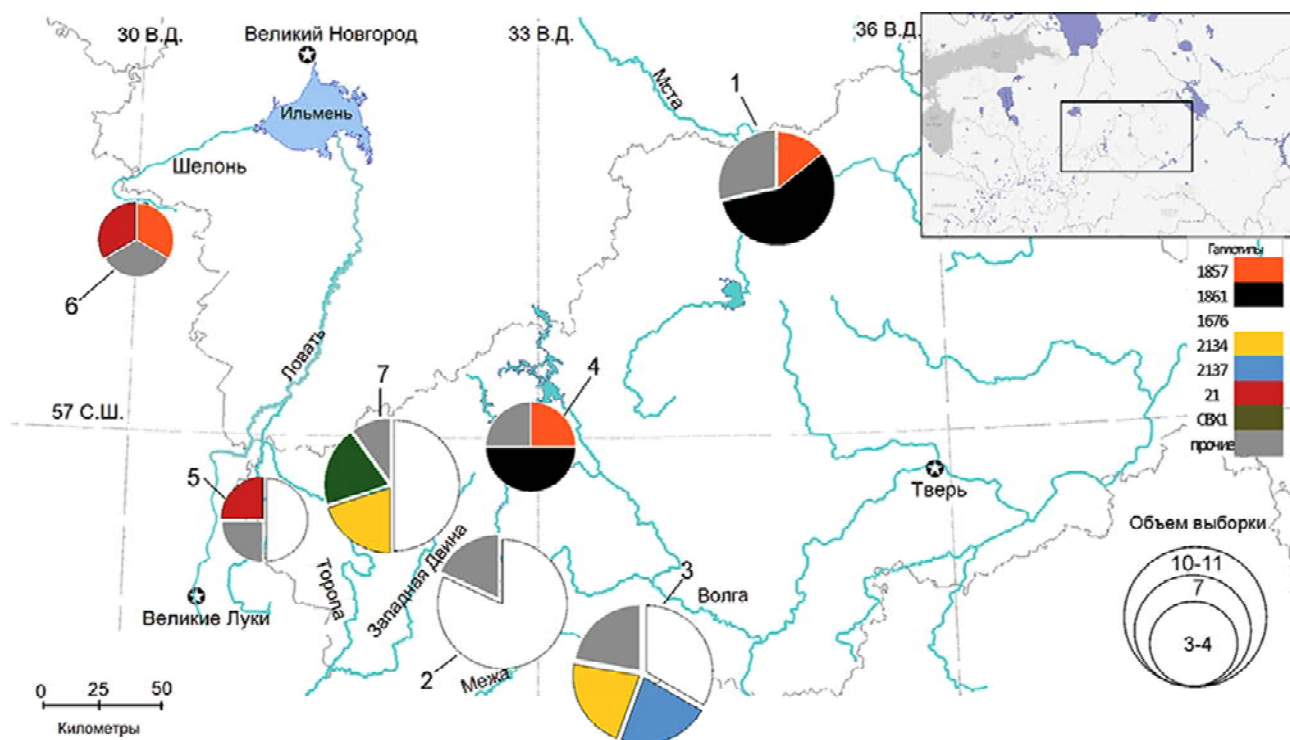 30 В.Д.
Великий Новгород
33 В.Д.
36 В.Д.
Мста
1
Ильмень
Шелонь
6
Ловать
Гаплотипы
1857
1861
1676
2134
2137
21
СВХ1
прочие
7
4
57 С.Ш.
5
Тверь
Объем выборки
10-11
7
3-4
Торопа
Западная Двина
3
Волга
Великие Луки
2
Межа
0 25 50
Километры